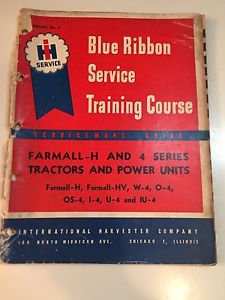 IH
SERVICE
Blue Ribbon
Service
Training Course
SERVICEMANS GUIDE
FARMALL-H AND 4 SERIES
TRACTORS AND POWER UNITS
Farmall-H, Farmall-HV, W-4, O-4,
OS-4, I-4, U-4 and IU-4
INTERNATIONAL HARVESTER COMPANY
180 NORTH MICHIGAN AVE. CHICAGO 1, ILLINOIS